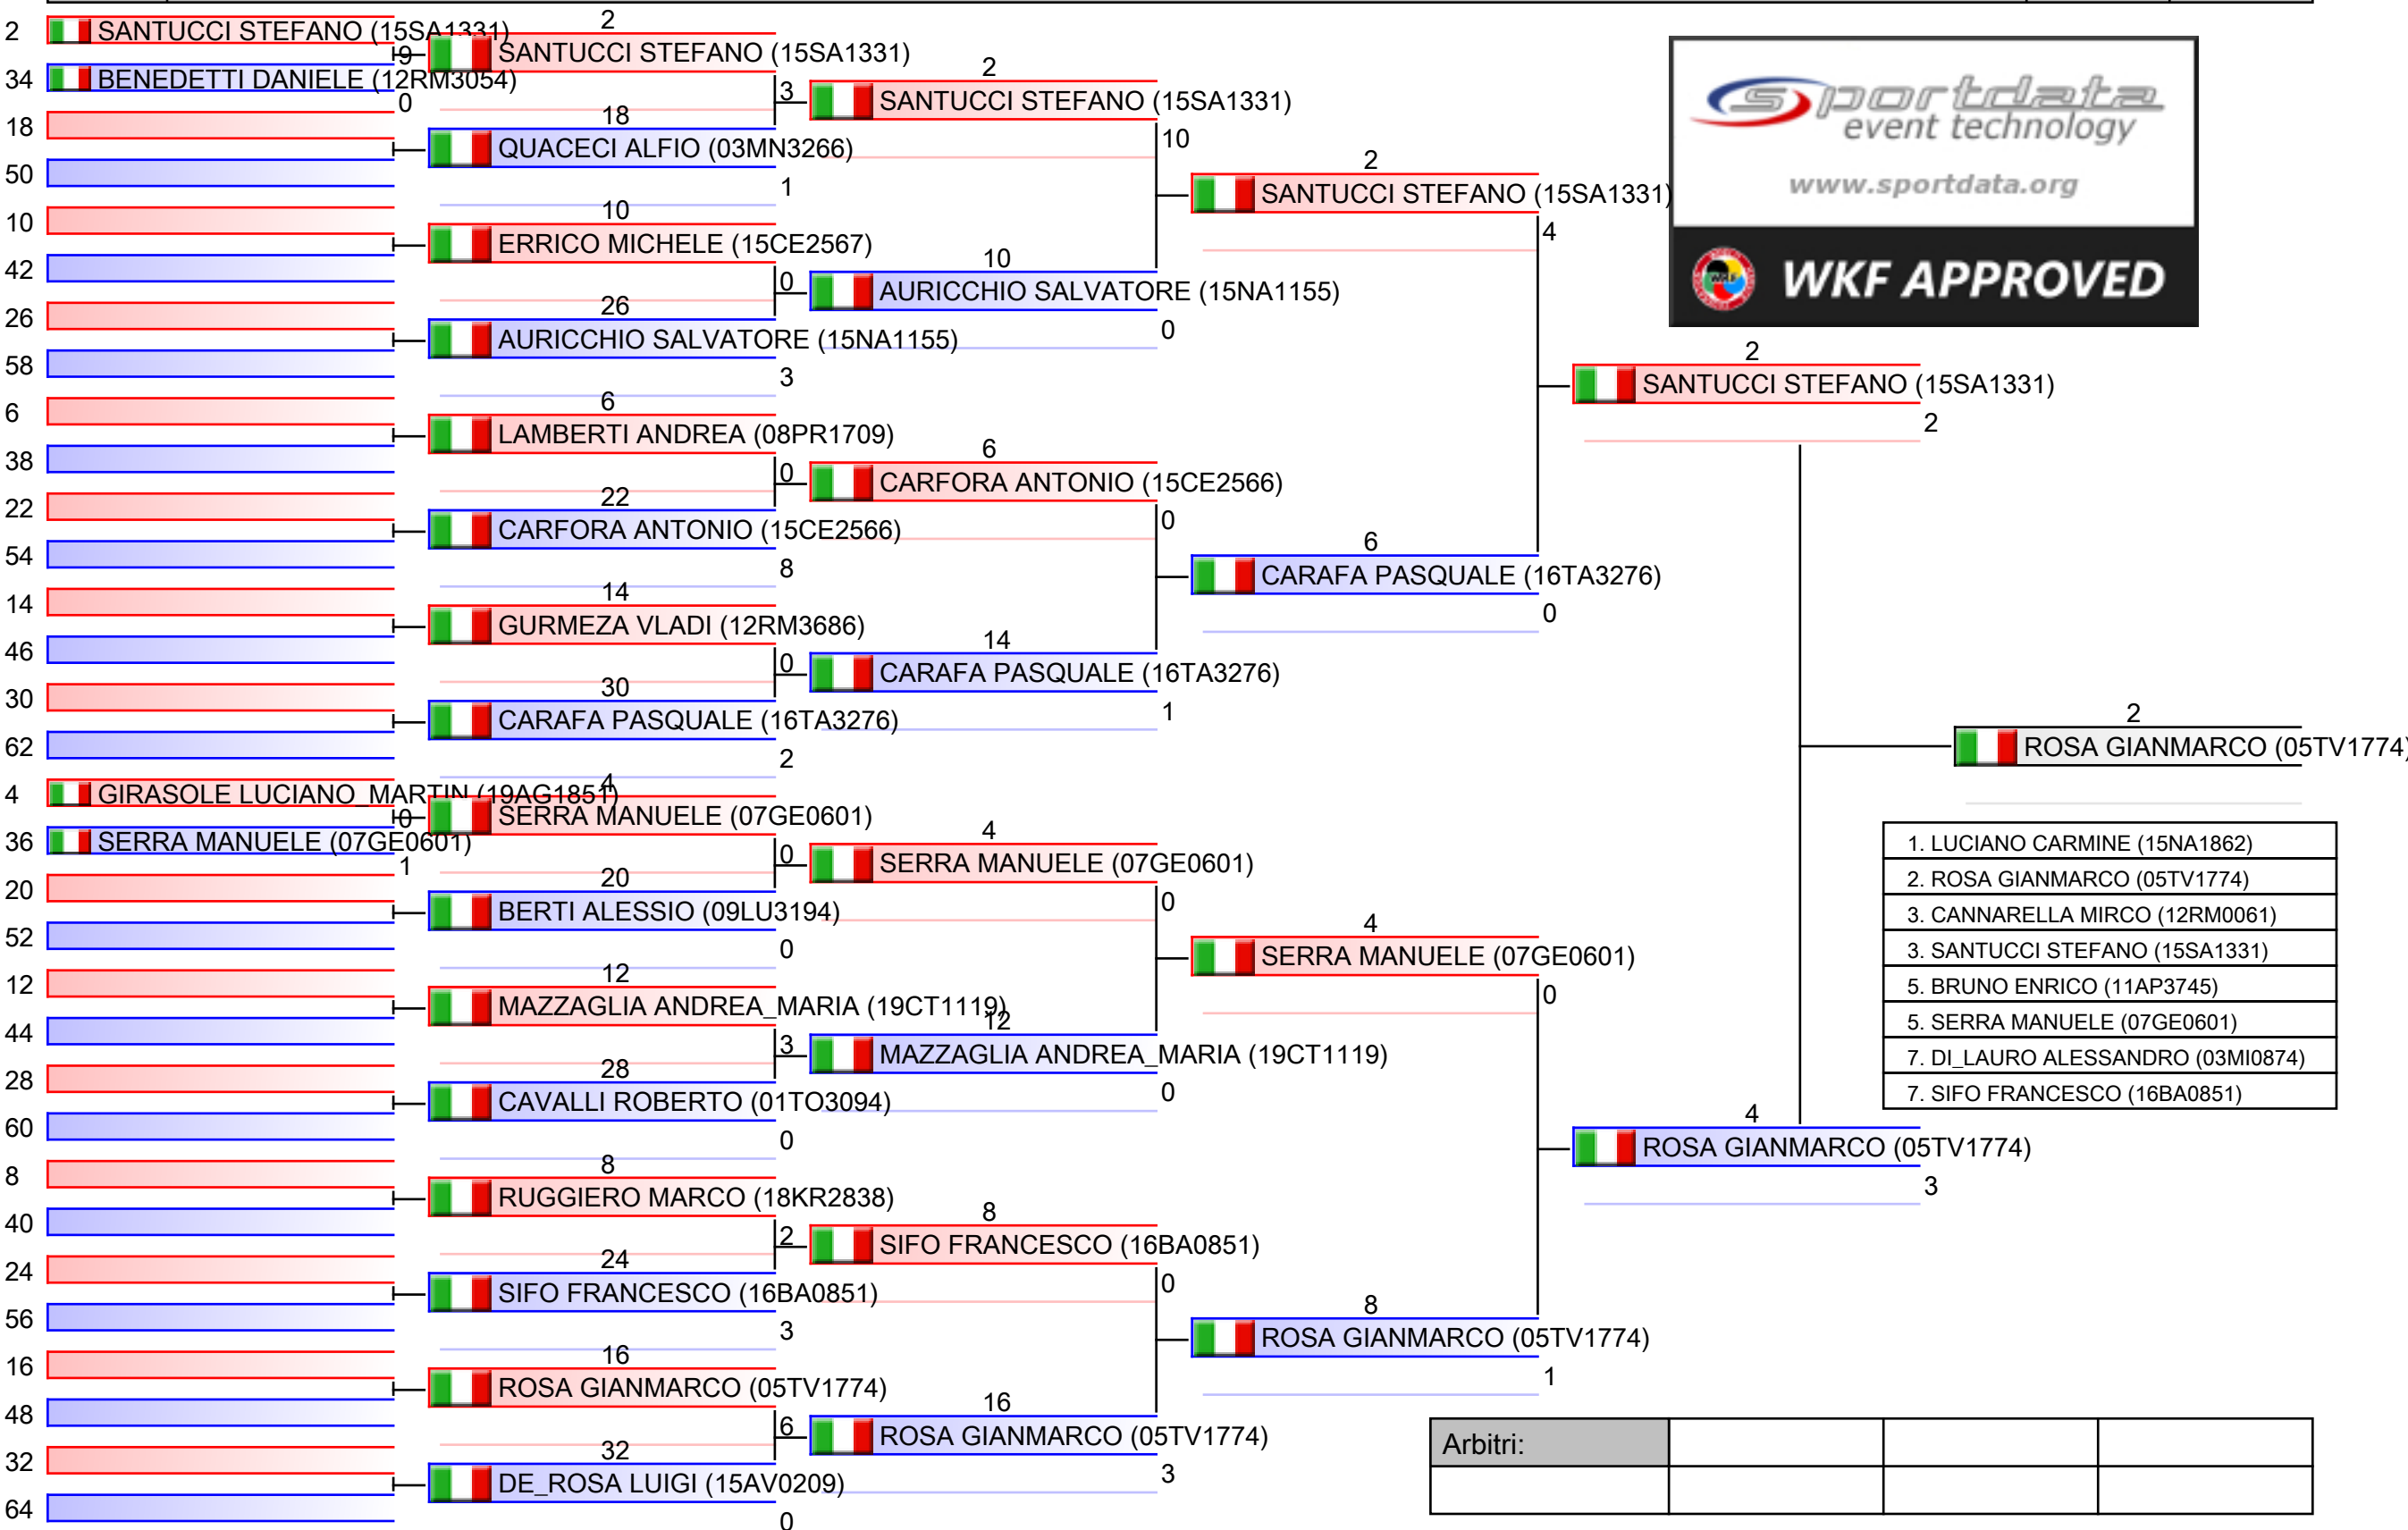 2 SANTUCCI STEFANO (15SA1331)
9
34 BENEDETTI DANIELE (12RM3054)
0
18
50
10
42
26
58
6
38
22
54
14
46
30
62
4 GIRASOLE LUCIANO_MARTIN (19AG1851)
0
36 SERRA MANUELE (07GE0601)
1
20
52
12
44
28
60
8
40
24
56
16
48
32
64
2
SANTUCCI STEFANO (15SA1331)
3
18
QUACECI ALFIO (03MN3266)
1
10
ERRICO MICHELE (15CE2567)
0
26
AURICCHIO SALVATORE (15NA1155)
3
6
LAMBERTI ANDREA (08PR1709)
0
22
CARFORA ANTONIO (15CE2566)
8
14
GURMEZA VLADI (12RM3686)
0
30
CARAFA PASQUALE (16TA3276)
2
4
SERRA MANUELE (07GE0601)
0
20
BERTI ALESSIO (09LU3194)
0
12
MAZZAGLIA ANDREA_MARIA (19CT1119)
3
28
CAVALLI ROBERTO (01TO3094)
0
8
RUGGIERO MARCO (18KR2838)
2
24
SIFO FRANCESCO (16BA0851)
3
16
ROSA GIANMARCO (05TV1774)
6
32
DE_ROSA LUIGI (15AV0209)
0
2
SANTUCCI STEFANO (15SA1331)
10
10
AURICCHIO SALVATORE (15NA1155)
0
6
CARFORA ANTONIO (15CE2566)
0
14
CARAFA PASQUALE (16TA3276)
1
4
SERRA MANUELE (07GE0601)
0
12
MAZZAGLIA ANDREA_MARIA (19CT1119)
0
8
SIFO FRANCESCO (16BA0851)
0
16
ROSA GIANMARCO (05TV1774)
3
2
SANTUCCI STEFANO (15SA1331)
4
6
CARAFA PASQUALE (16TA3276)
0
4
SERRA MANUELE (07GE0601)
0
8
ROSA GIANMARCO (05TV1774)
1
sportdata
event technology
www.sportdata.org
WKF
WKF APPROVED
2
SANTUCCI STEFANO (15SA1331)
2
4
ROSA GIANMARCO (05TV1774)
3
2
ROSA GIANMARCO (05TV1774)
1. LUCIANO CARMINE (15NA1862)
2. ROSA GIANMARCO (05TV1774)
3. CANNARELLA MIRCO (12RM0061)
3. SANTUCCI STEFANO (15SA1331)
5. BRUNO ENRICO (11AP3745)
5. SERRA MANUELE (07GE0601)
7. DI_LAURO ALESSANDRO (03MI0874)
7. SIFO FRANCESCO (16BA0851)
Arbitri: